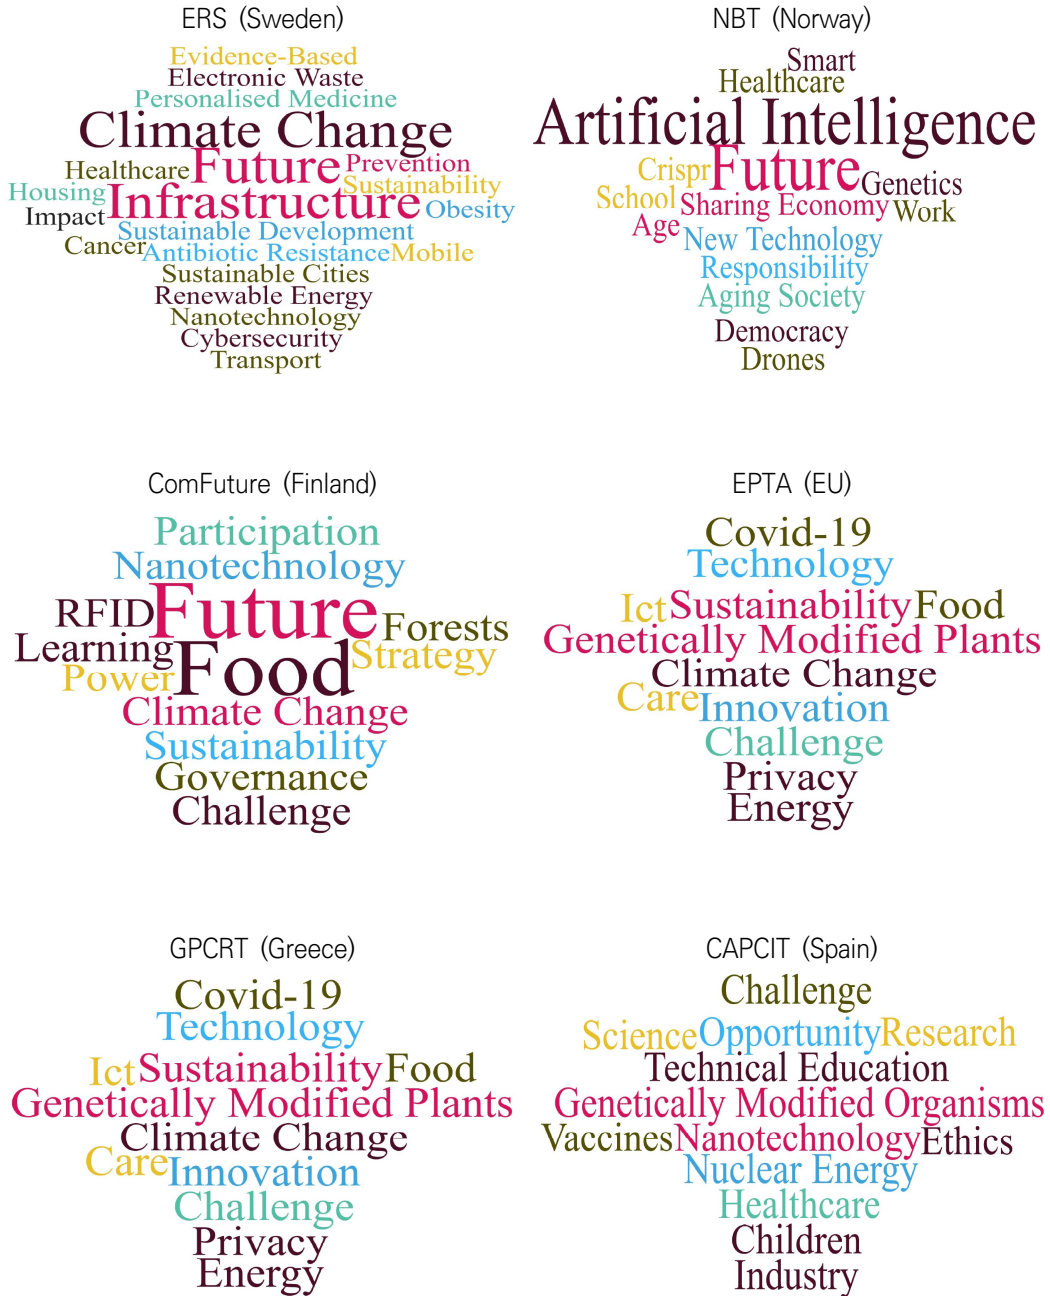 ERS (Sweden)
Evidence-Based
Electronic Waste
Personalised Medicine
Climate Change
Healthcare Future Prevention
Housing Infrastructure Sustainability
Impact Obesity
Sustainable Development
Cancer Antibiotic Resistance Mobile
Sustainable Cities
Renewable Energy
Nanotechnology
Cybersecurity
Transport
NBT (Norway)
Smart
Healthcare
Artificial Intelligence
Crispr Future Genetics
School Sharing Economy Work
Age New Technology
Responsibility
Aging Society
Democracy
Drones
ComFuture (Finland)
Participation
Nanotechnology
RFID Future Forests
Learning Food Strategy
Power
Climate Change
Sustainability
Governance
Challenge
EPTA (EU)
Covid-19
Technology
Ict Sustainability Food
Genetically Modified Plants
Climate Change
Care Innovation
Challenge
Privacy
Energy
GPCRT (Greece)
Covid-19
Technology
Ict Sustainability Food
Genetically Modified Plants
Climate Change
Care Innovation
Challenge
Privacy
Energy
CAPCIT (Spain)
Challenge
Science Opportunity Research
Technical Education
Genetically Modified Organisms
Vaccines Nanotechnology Ethics
Nuclear Energy
Healthcare
Children
Industry